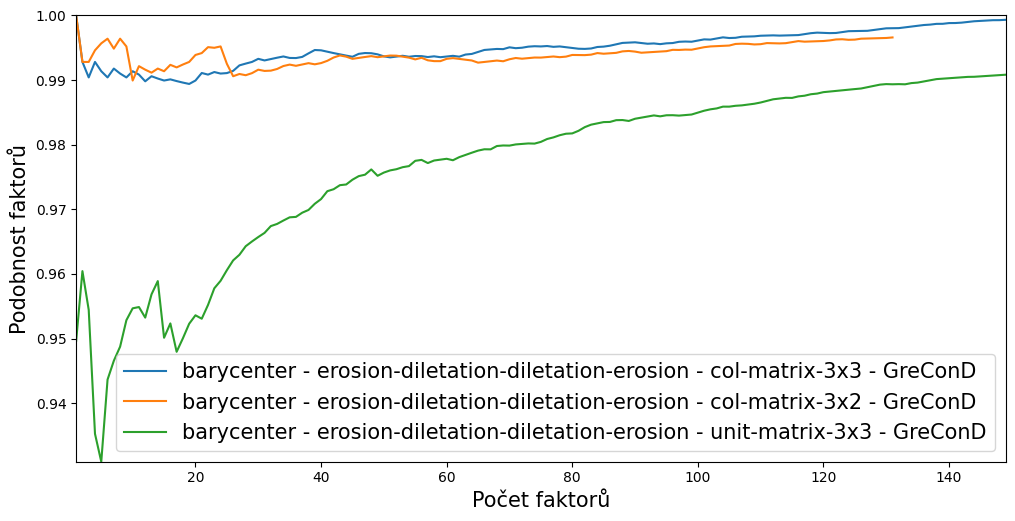 1.00
0.99
0.98
0.97
0.96
0.95
0.94
Podobnost faktorů
barycenter - erosion-diletation-diletation-erosion - col-matrix-3x3 - GreConD
barycenter - erosion-diletation-diletation-erosion - col-matrix-3x2 - GreConD
barycenter - erosion-diletation-diletation-erosion - unit-matrix-3x3 - GreConD
20 40 60 80 100 120 140
Počet faktorů